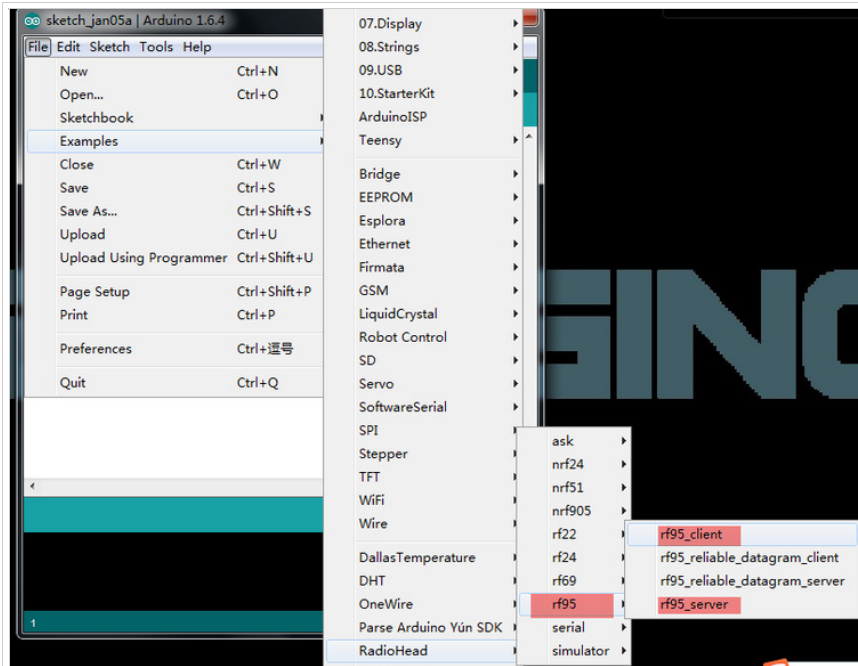 sketch_jan05a | Arduino 1.6.4
File Edit Sketch Tools Help
New Ctrl+N
Open... Ctrl+O
Sketchbook
Examples
Close Ctrl+W
Save Ctrl+S
Save As... Ctrl+Shift+S
Upload Ctrl+U
Upload Using Programmer Ctrl+Shift+U
Page Setup Ctrl+Shift+P
Print Ctrl+P
Preferences Ctrl+逗号
Quit Ctrl+Q
1
07.Display
08.Strings
09.USB
10.StarterKit
ArduinoISP
Teensy
Bridge
EEPROM
Esplora
Ethernet
Firmata
GSM
LiquidCrystal
Robot Control
SD
Servo
SoftwareSerial
SPI
Stepper
TFT
WiFi
Wire
DallasTemperature
DHT
OneWire
Parse Arduino Yún SDK
RadioHead
ask
nrf24
nrf51
nrf905
rf22
rf24
rf69
rf95
serial
simulator
rf95_client
rf95_reliable_datagram_client
rf95_reliable_datagram_server
rf95_server